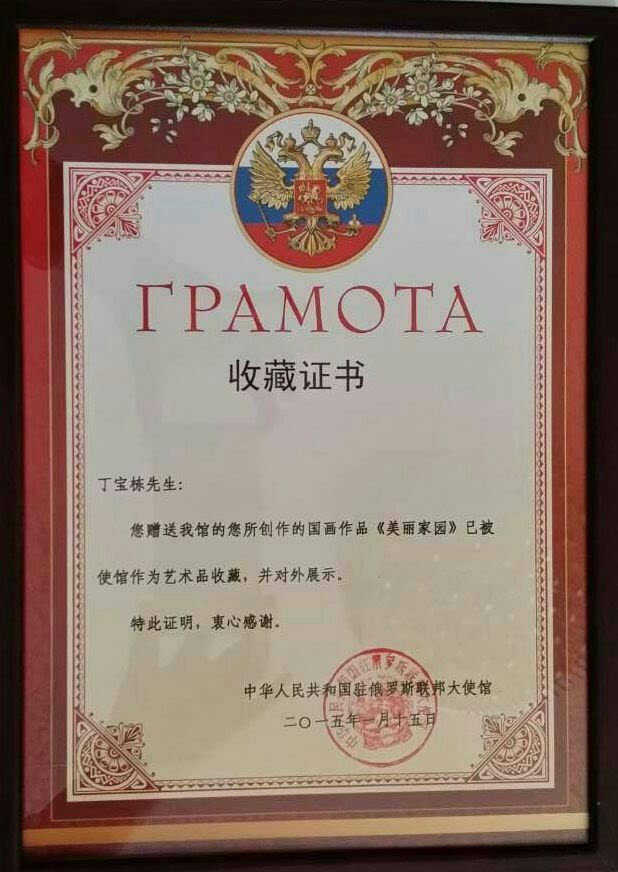 ГРАМОТА
收藏证书
丁宝栋先生：
您赠送我馆的您所创作的国画作品《美丽家园》已被
使馆作为艺术品收藏，并对外展示。
特此证明，衷心感谢。
中华人民共和国驻俄罗斯联邦大使馆
二〇一五年一月十五日